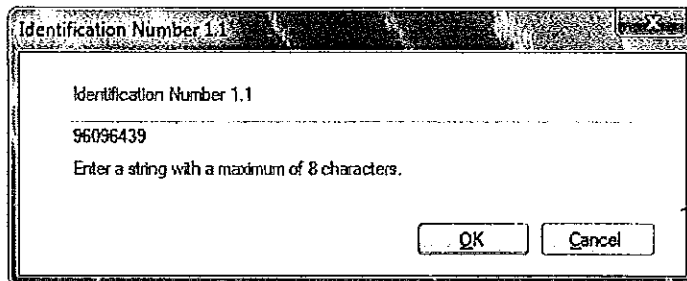 Identification Number 1.1
Identification Number 1.1
96096439
Enter a string with a maximum of 8 characters.
OK Cancel